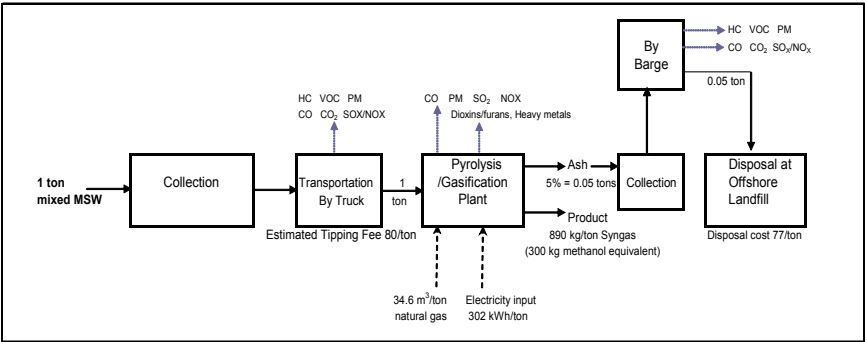 HC VOC PM
CO CO₂ SOₓ/NOₓ
By
Barge
0.05 ton
HC VOC PM
CO CO₂ SOX/NOX
CO PM SO₂ NOX
Dioxins/furans, Heavy metals
1 ton
mixed MSW
Collection
Transportation
By Truck
1
ton
Pyrolysis
/Gasification
Plant
Ash
5% = 0.05 tons
Collection
Disposal at
Offshore
Landfill
Product
890 kg/ton Syngas
(300 kg methanol equivalent)
Estimated Tipping Fee 80/ton
Disposal cost 77/ton
34.6 m³/ton
natural gas
Electricity input
302 kWh/ton